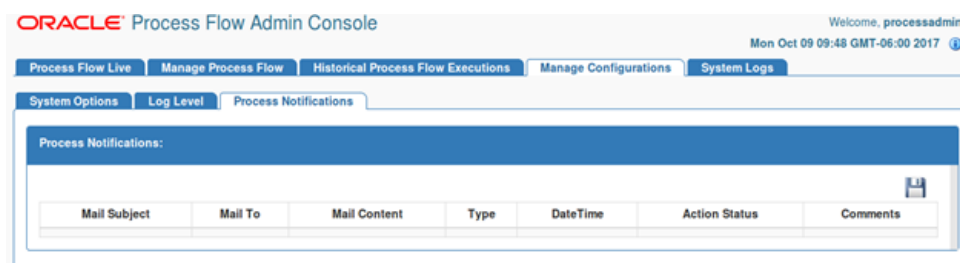 ORACLE Process Flow Admin Console
Welcome, processadmin
Mon Oct 09 09:48 GMT-06:00 2017
Process Flow Live Manage Process Flow Historical Process Flow Executions Manage Configurations System Logs
System Options Log Level Process Notifications
Process Notifications:
Mail Subject Mail To Mail Content Type DateTime Action Status Comments